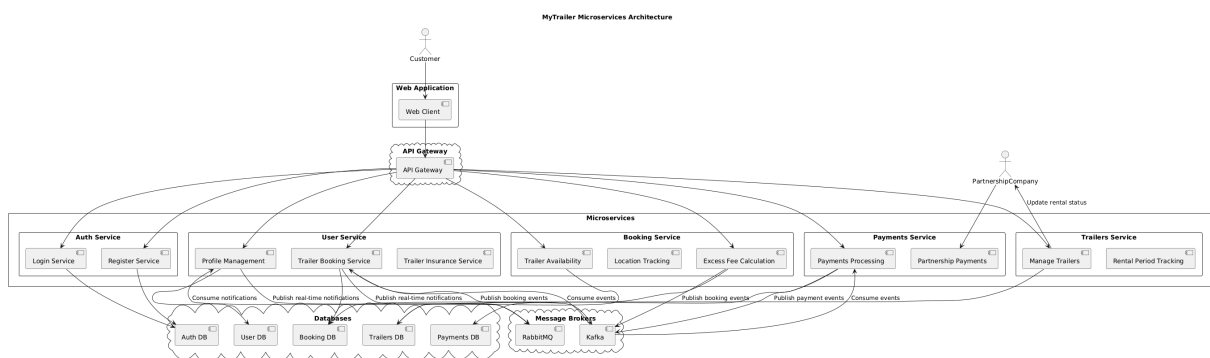 MyTrailer Microservices Architecture
Customer
Web Application
Web Client
API Gateway
API Gateway
PartnershipCompany
Update rental status
Microservices
Auth Service
User Service
Booking Service
Payments Service
Trailers Service
Login Service
Register Service
Profile Management
Trailer Booking Service
Trailer Insurance Service
Trailer Availability
Location Tracking
Excess Fee Calculation
Payments Processing
Partnership Payments
Manage Trailers
Rental Period Tracking
Consume notifications
Publish real-time notifications
Publish real-time notifications
Publish booking events
Consume events
Publish booking events
Publish payment events
Consume events
Databases
Message Brokers
Auth DB
User DB
Booking DB
Trailers DB
Payments DB
RabbitMQ
Kafka